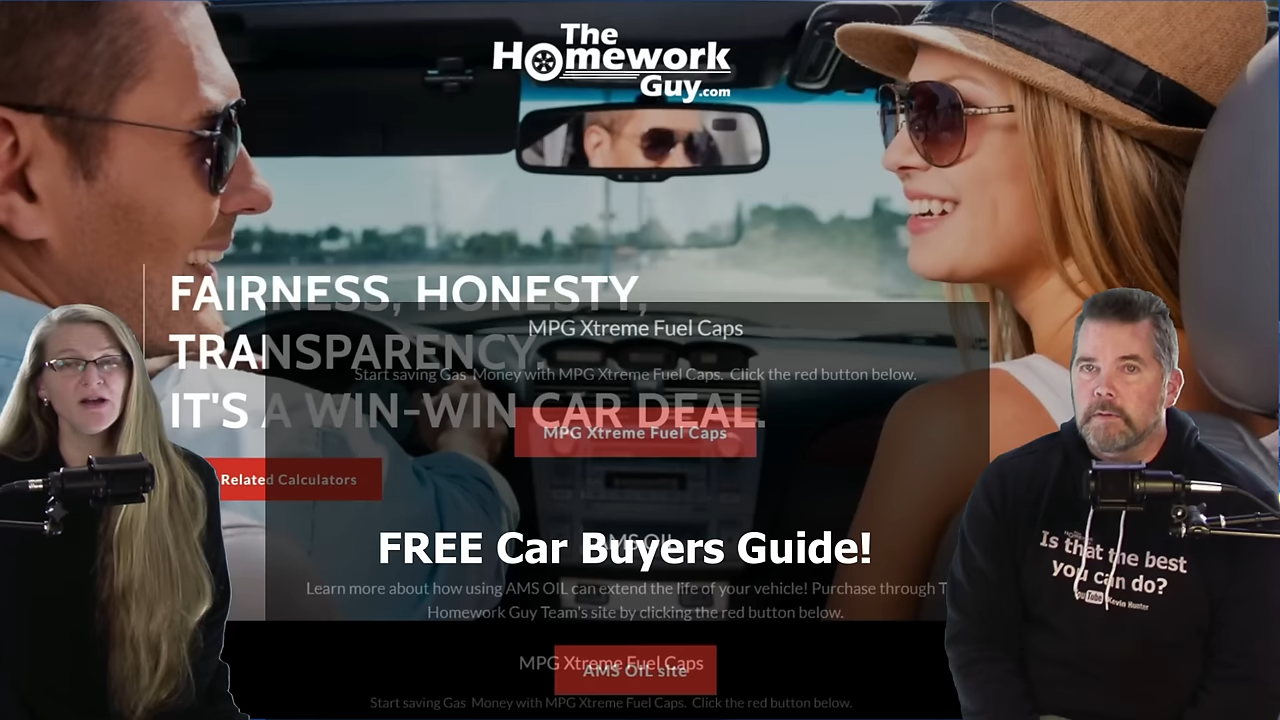 The
Homework
Guy.com
FAIRNESS, HONESTY,
MPG Xtreme Fuel Caps
TRANSPARENCY.
Start saving Gas Money with MPG Xtreme Fuel Caps. Click the red button below.
IT'S A WIN-WIN CAR DEAL.
MPG Xtreme Fuel Caps
Related Calculators
FREE Car Buyers Guide!
Is that the best
you can do?
YouTube Kevin Hunter
Learn more about how using AMS OIL can extend the life of your vehicle! Purchase through T
Homework Guy Team's site by clicking the red button below.
MPG Xtreme Fuel Caps
AMS OIL site
Start saving Gas Money with MPG Xtreme Fuel Caps. Click the red button below.